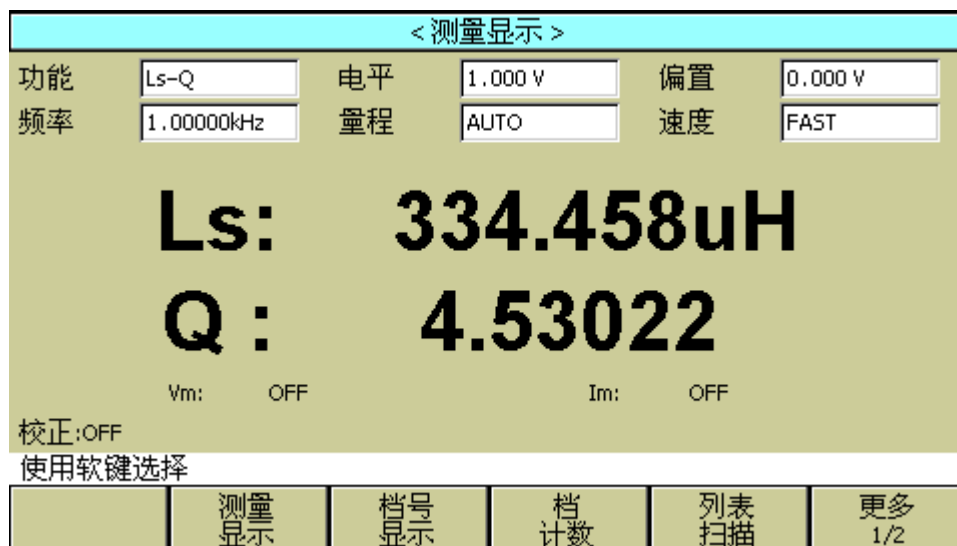 <测量显示>
功能 Ls-Q 电平 1.000 V 偏置 0.000 V
频率 1.00000kHz 量程 AUTO 速度 FAST
Ls: 334.458uH
Q : 4.53022
Vm: OFF Im: OFF
校正:OFF
使用软键选择
测量 档号 档 列表 更多
显示 显示 计数 扫描 1/2